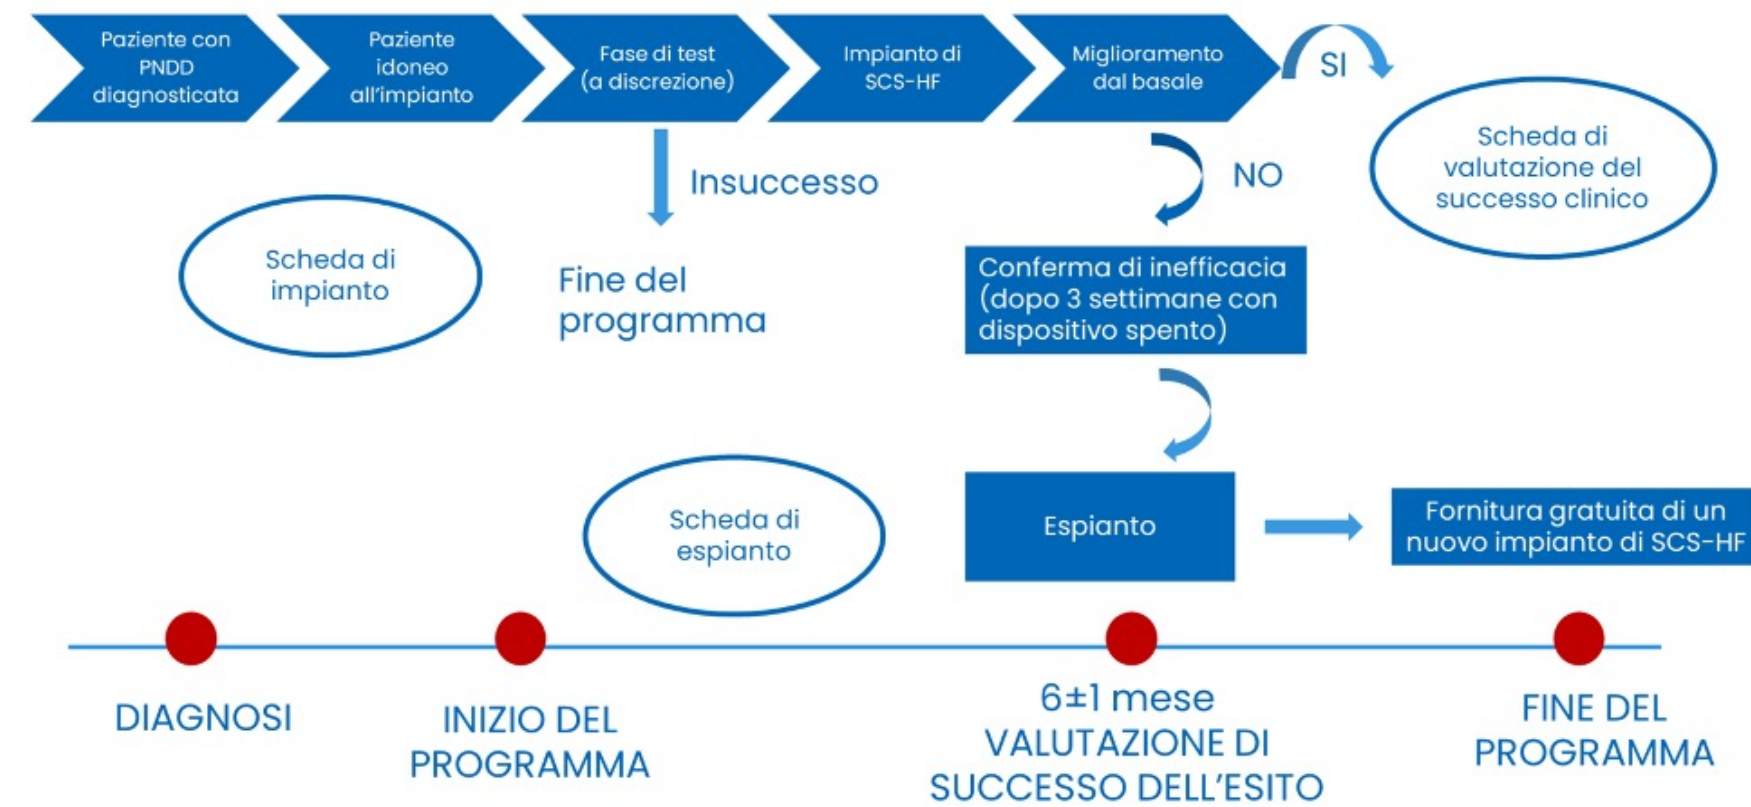 Paziente con
PNDD
diagnosticata
Paziente
idoneo
all'impianto
Fase di test
(a discrezione)
Impianto di
SCS-HF
Miglioramento
dal basale
SI
Scheda di
valutazione del
successo clinico
Insuccesso
NO
Scheda di
impianto
Fine del
programma
Conferma di inefficacia
(dopo 3 settimane con
dispositivo spento)
Scheda di
espianto
Espianto
Fornitura gratuita di un
nuovo impianto di SCS-HF
DIAGNOSI
INIZIO DEL
PROGRAMMA
6±1 mese
VALUTAZIONE DI
SUCCESSO DELL'ESITO
FINE DEL
PROGRAMMA